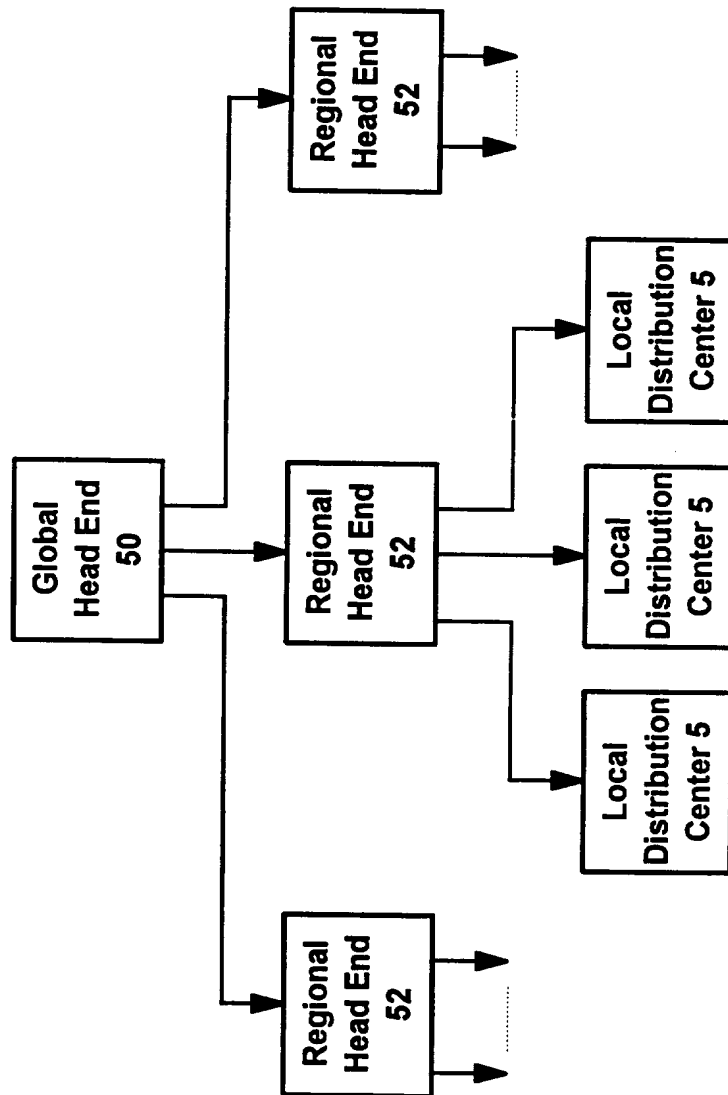 Global
Head End
50
Regional
Head End
52
Regional
Head End
52
Regional
Head End
52
Local
Distribution
Center 5
Local
Distribution
Center 5
Local
Distribution
Center 5